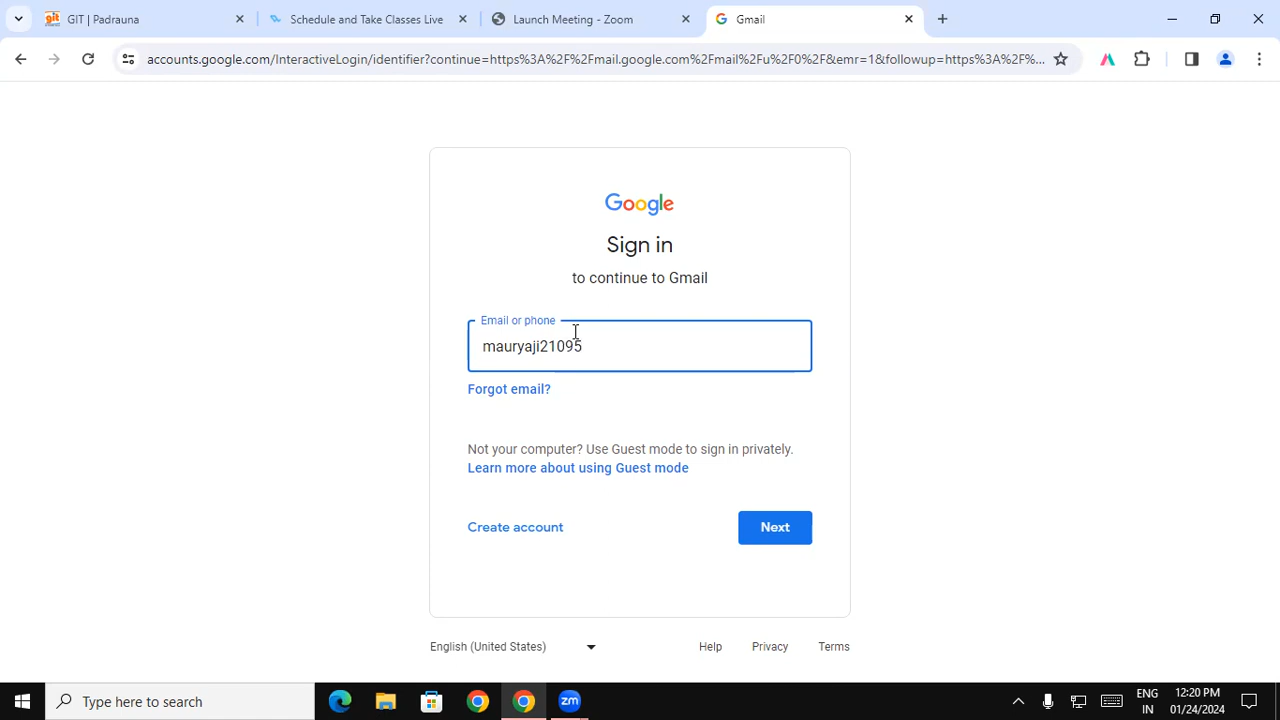 GIT | Padrauna
Schedule and Take Classes Live
Launch Meeting - Zoom
Gmail
accounts.google.com/InteractiveLogin/identifier?continue=https%3A%2F%2Fmail.google.com%2Fmail%2Fu%2F0%2F&emr=1&followup=https%3A%2F%...
Google
Sign in
to continue to Gmail
Email or phone
mauryaji21095
Forgot email?
Not your computer? Use Guest mode to sign in privately.
Learn more about using Guest mode
Create account
Next
English (United States)
Help
Privacy
Terms
Type here to search
zm
ENG
IN
12:20 PM
01/24/2024